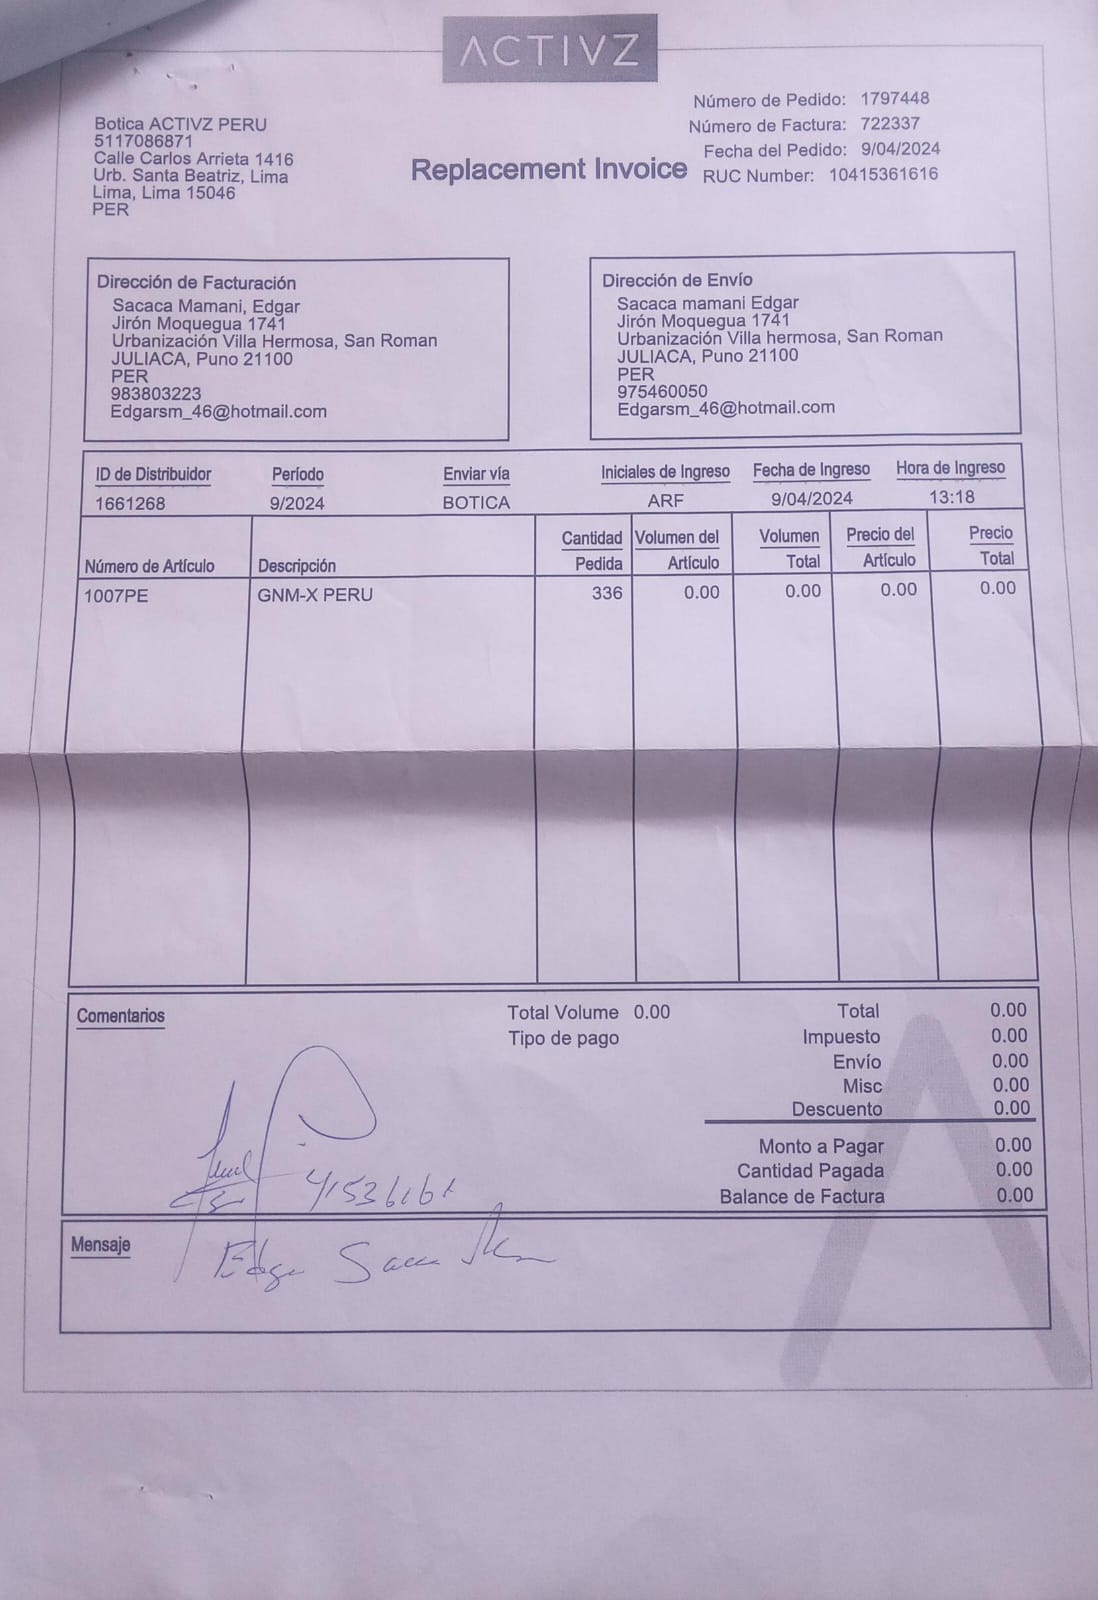 ACTIVZ
Botica ACTIVZ PERU
5117086871
Calle Carlos Arrieta 1416
Urb. Santa Beatriz, Lima
Lima, Lima 15046
PER
Replacement Invoice
Número de Pedido: 1797448
Número de Factura: 722337
Fecha del Pedido: 9/04/2024
RUC Number: 10415361616
Dirección de Facturación
Sacaca Mamani, Edgar
Jirón Moquegua 1741
Urbanización Villa Hermosa, San Roman
JULIACA, Puno 21100
PER
983803223
Edgarsm_46@hotmail.com
Dirección de Envío
Sacaca mamani Edgar
Jirón Moquegua 1741
Urbanización Villa hermosa, San Roman
JULIACA, Puno 21100
PER
975460050
Edgarsm_46@hotmail.com
ID de Distribuidor Período Enviar vía Iniciales de Ingreso Fecha de Ingreso Hora de Ingreso
1661268 9/2024 BOTICA ARF 9/04/2024 13:18
Número de Artículo Descripción Cantidad Pedida Volumen del Artículo Volumen Total Precio del Artículo Precio Total
1007PE GNM-X PERU 336 0.00 0.00 0.00 0.00
Comentarios
Total Volume 0.00
Tipo de pago
Total 0.00
Impuesto 0.00
Envío 0.00
Misc 0.00
Descuento 0.00
Monto a Pagar 0.00
Cantidad Pagada 0.00
Balance de Factura 0.00
41536161
Mensaje